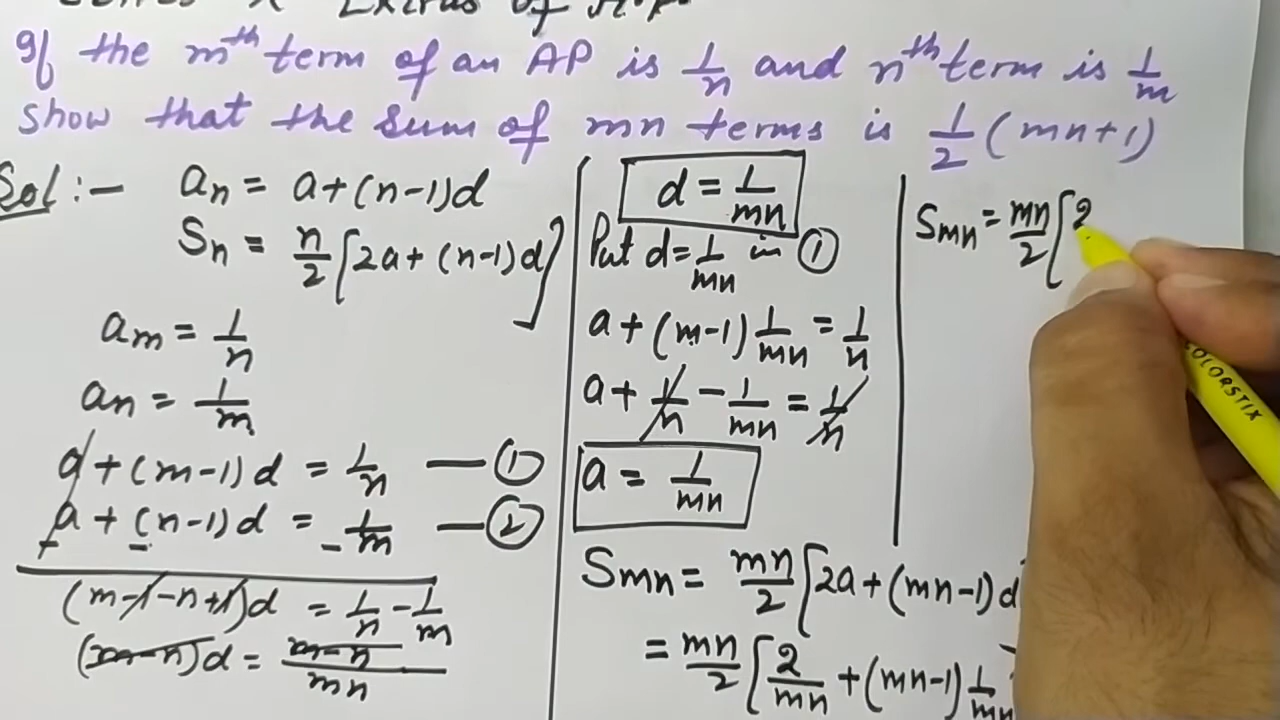 If the mth term of an AP is 1/n and nth term is 1/m
show that the sum of mn terms is 1/2 (mn+1)
Sol :- an = a+(n-1)d
Sn = n/2 [2a+(n-1)d]
am = 1/n
an = 1/m
a+(m-1)d = 1/n — ①
a+(n-1)d = 1/m — ②
+ - -
(m-1-n+1)d = 1/n - 1/m
(m-n)d = m-n/mn
d = 1/mn
Put d = 1/mn in ①
a+(m-1) 1/mn = 1/n
a + 1/n - 1/mn = 1/n
a = 1/mn
Smn = mn/2 [2a+(mn-1)d
= mn/2 [2/mn +(mn-1) 1/mn
Smn = mn/2 [2
COLORSTIX